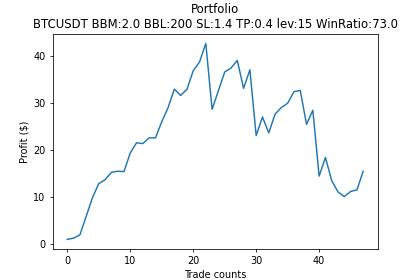 Portfolio
BTCUSDT BBM:2.0 BBL:200 SL:1.4 TP:0.4 lev:15 WinRatio:73.0
40
30
Profit ($)
20
10
0
0 10 20 30 40
Trade counts